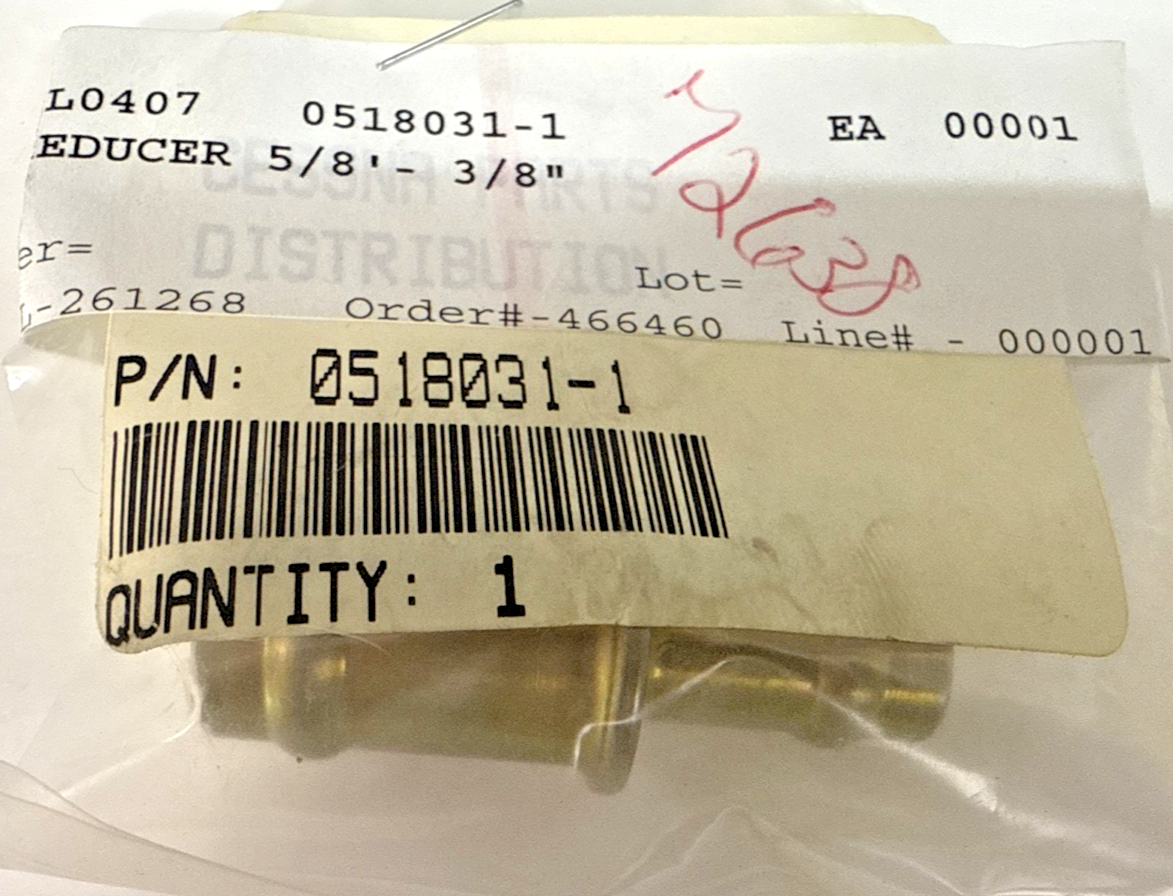 L0407 0518031-1 EA 00001
EDUCER 5/8'- 3/8"
CESSNA PARTS
DISTRIBUTION
er=
Lot=
-261268 Order#-466460 Line# - 000001
P/N: 0518031-1
QUANTITY: 1